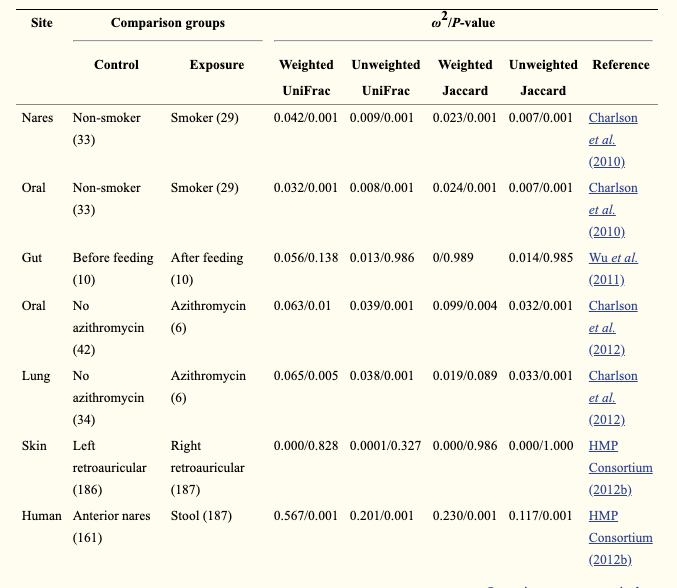 Site Comparison groups ω2/P-value
Control Exposure Weighted Unweighted Weighted Unweighted Reference
UniFrac UniFrac Jaccard Jaccard
Nares Non-smoker Smoker (29) 0.042/0.001 0.009/0.001 0.023/0.001 0.007/0.001 Charlson
(33) et al.
(2010)
Oral Non-smoker Smoker (29) 0.032/0.001 0.008/0.001 0.024/0.001 0.007/0.001 Charlson
(33) et al.
(2010)
Gut Before feeding After feeding 0.056/0.138 0.013/0.986 0/0.989 0.014/0.985 Wu et al.
(10) (10) (2011)
Oral No Azithromycin 0.063/0.01 0.039/0.001 0.099/0.004 0.032/0.001 Charlson
azithromycin (6) et al.
(42) (2012)
Lung No Azithromycin 0.065/0.005 0.038/0.001 0.019/0.089 0.033/0.001 Charlson
azithromycin (6) et al.
(34) (2012)
Skin Left Right 0.000/0.828 0.0001/0.327 0.000/0.986 0.000/1.000 HMP
retroauricular retroauricular Consortium
(186) (187) (2012b)
Human Anterior nares Stool (187) 0.567/0.001 0.201/0.001 0.230/0.001 0.117/0.001 HMP
(161) Consortium
(2012b)